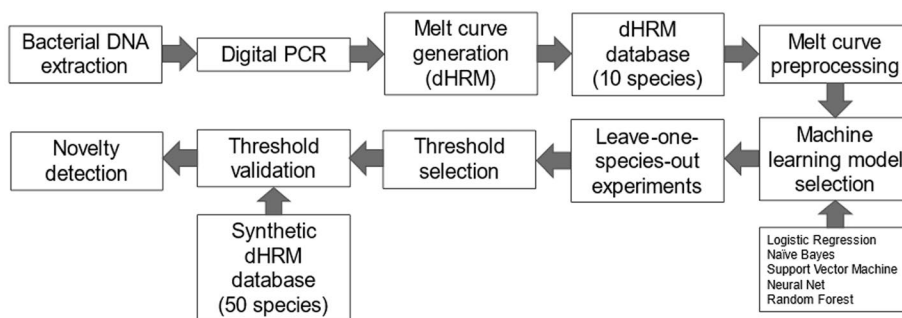 Bacterial DNA
extraction
Digital PCR
Melt curve
generation
(dHRM)
dHRM
database
(10 species)
Melt curve
preprocessing
Machine
learning model
selection
Logistic Regression
Naïve Bayes
Support Vector Machine
Neural Net
Random Forest
Leave-one-
species-out
experiments
Threshold
selection
Threshold
validation
Synthetic
dHRM
database
(50 species)
Novelty
detection